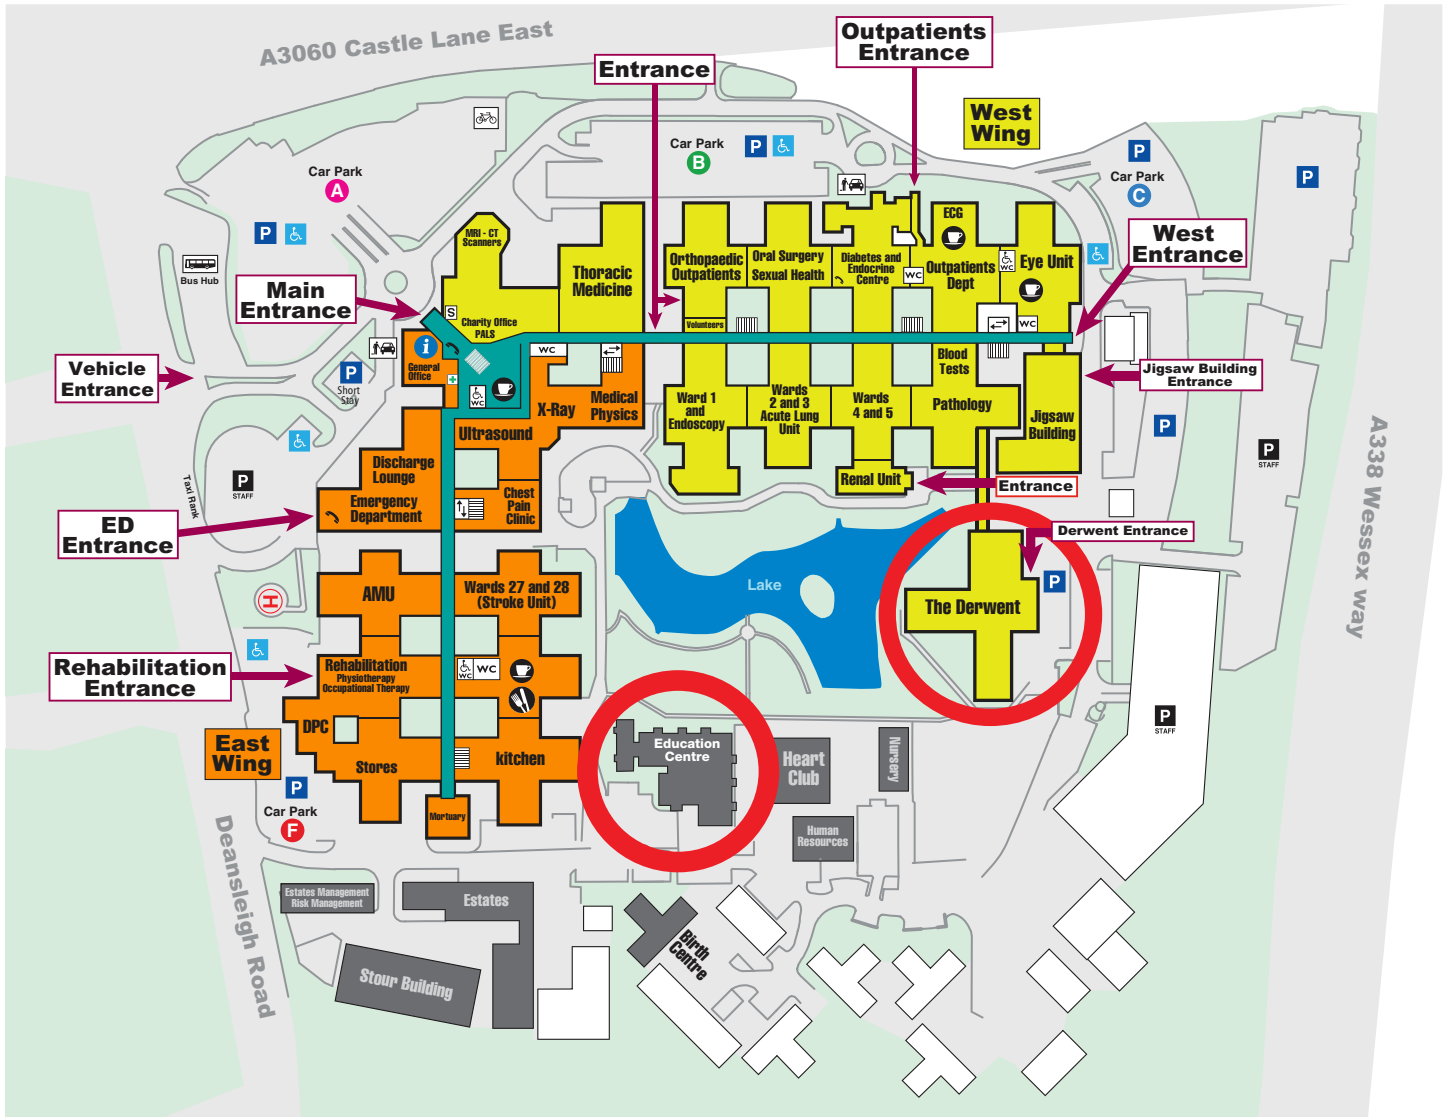 A3060 Castle Lane East
Outpatients
Entrance
Entrance
West
Wing
Car Park
B
P
P
Car Park
C
P
Car Park
A
P
Bus Hub
MRI - CT
Scanners
Thoracic
Medicine
Orthopaedic
Outpatients
Oral Surgery
Sexual Health
Diabetes and
Endocrine
Centre
WC
ECG
Outpatients
Dept
WC
Eye Unit
West
Entrance
Main
Entrance
S
Charity Office
PALS
Volunteers
WC
i
General
Office
WC
WC
Vehicle
Entrance
P
Short
Stay
X-Ray
Medical
Physics
Ultrasound
Ward 1
and
Endoscopy
Wards
2 and 3
Acute Lung
Unit
Wards
4 and 5
Blood
Tests
Pathology
Jigsaw Building
Entrance
Jigsaw
Building
P
P
STAFF
Taxi Rank
P
STAFF
Discharge
Lounge
Emergency
Department
Chest
Pain
Clinic
Renal Unit
Entrance
ED
Entrance
Derwent Entrance
P
A338 Wessex way
AMU
Wards 27 and 28
(Stroke Unit)
Lake
The Derwent
H
Rehabilitation
Entrance
Rehabilitation
Physiotherapy
Occupational Therapy
WC
WC
DPC
East
Wing
Stores
kitchen
Education
Centre
Heart
Club
Nursery
P
STAFF
P
Car Park
F
Mortuary
Human
Resources
Deansleigh Road
Estates Management
Risk Management
Estates
Birth
Centre
Stour Building